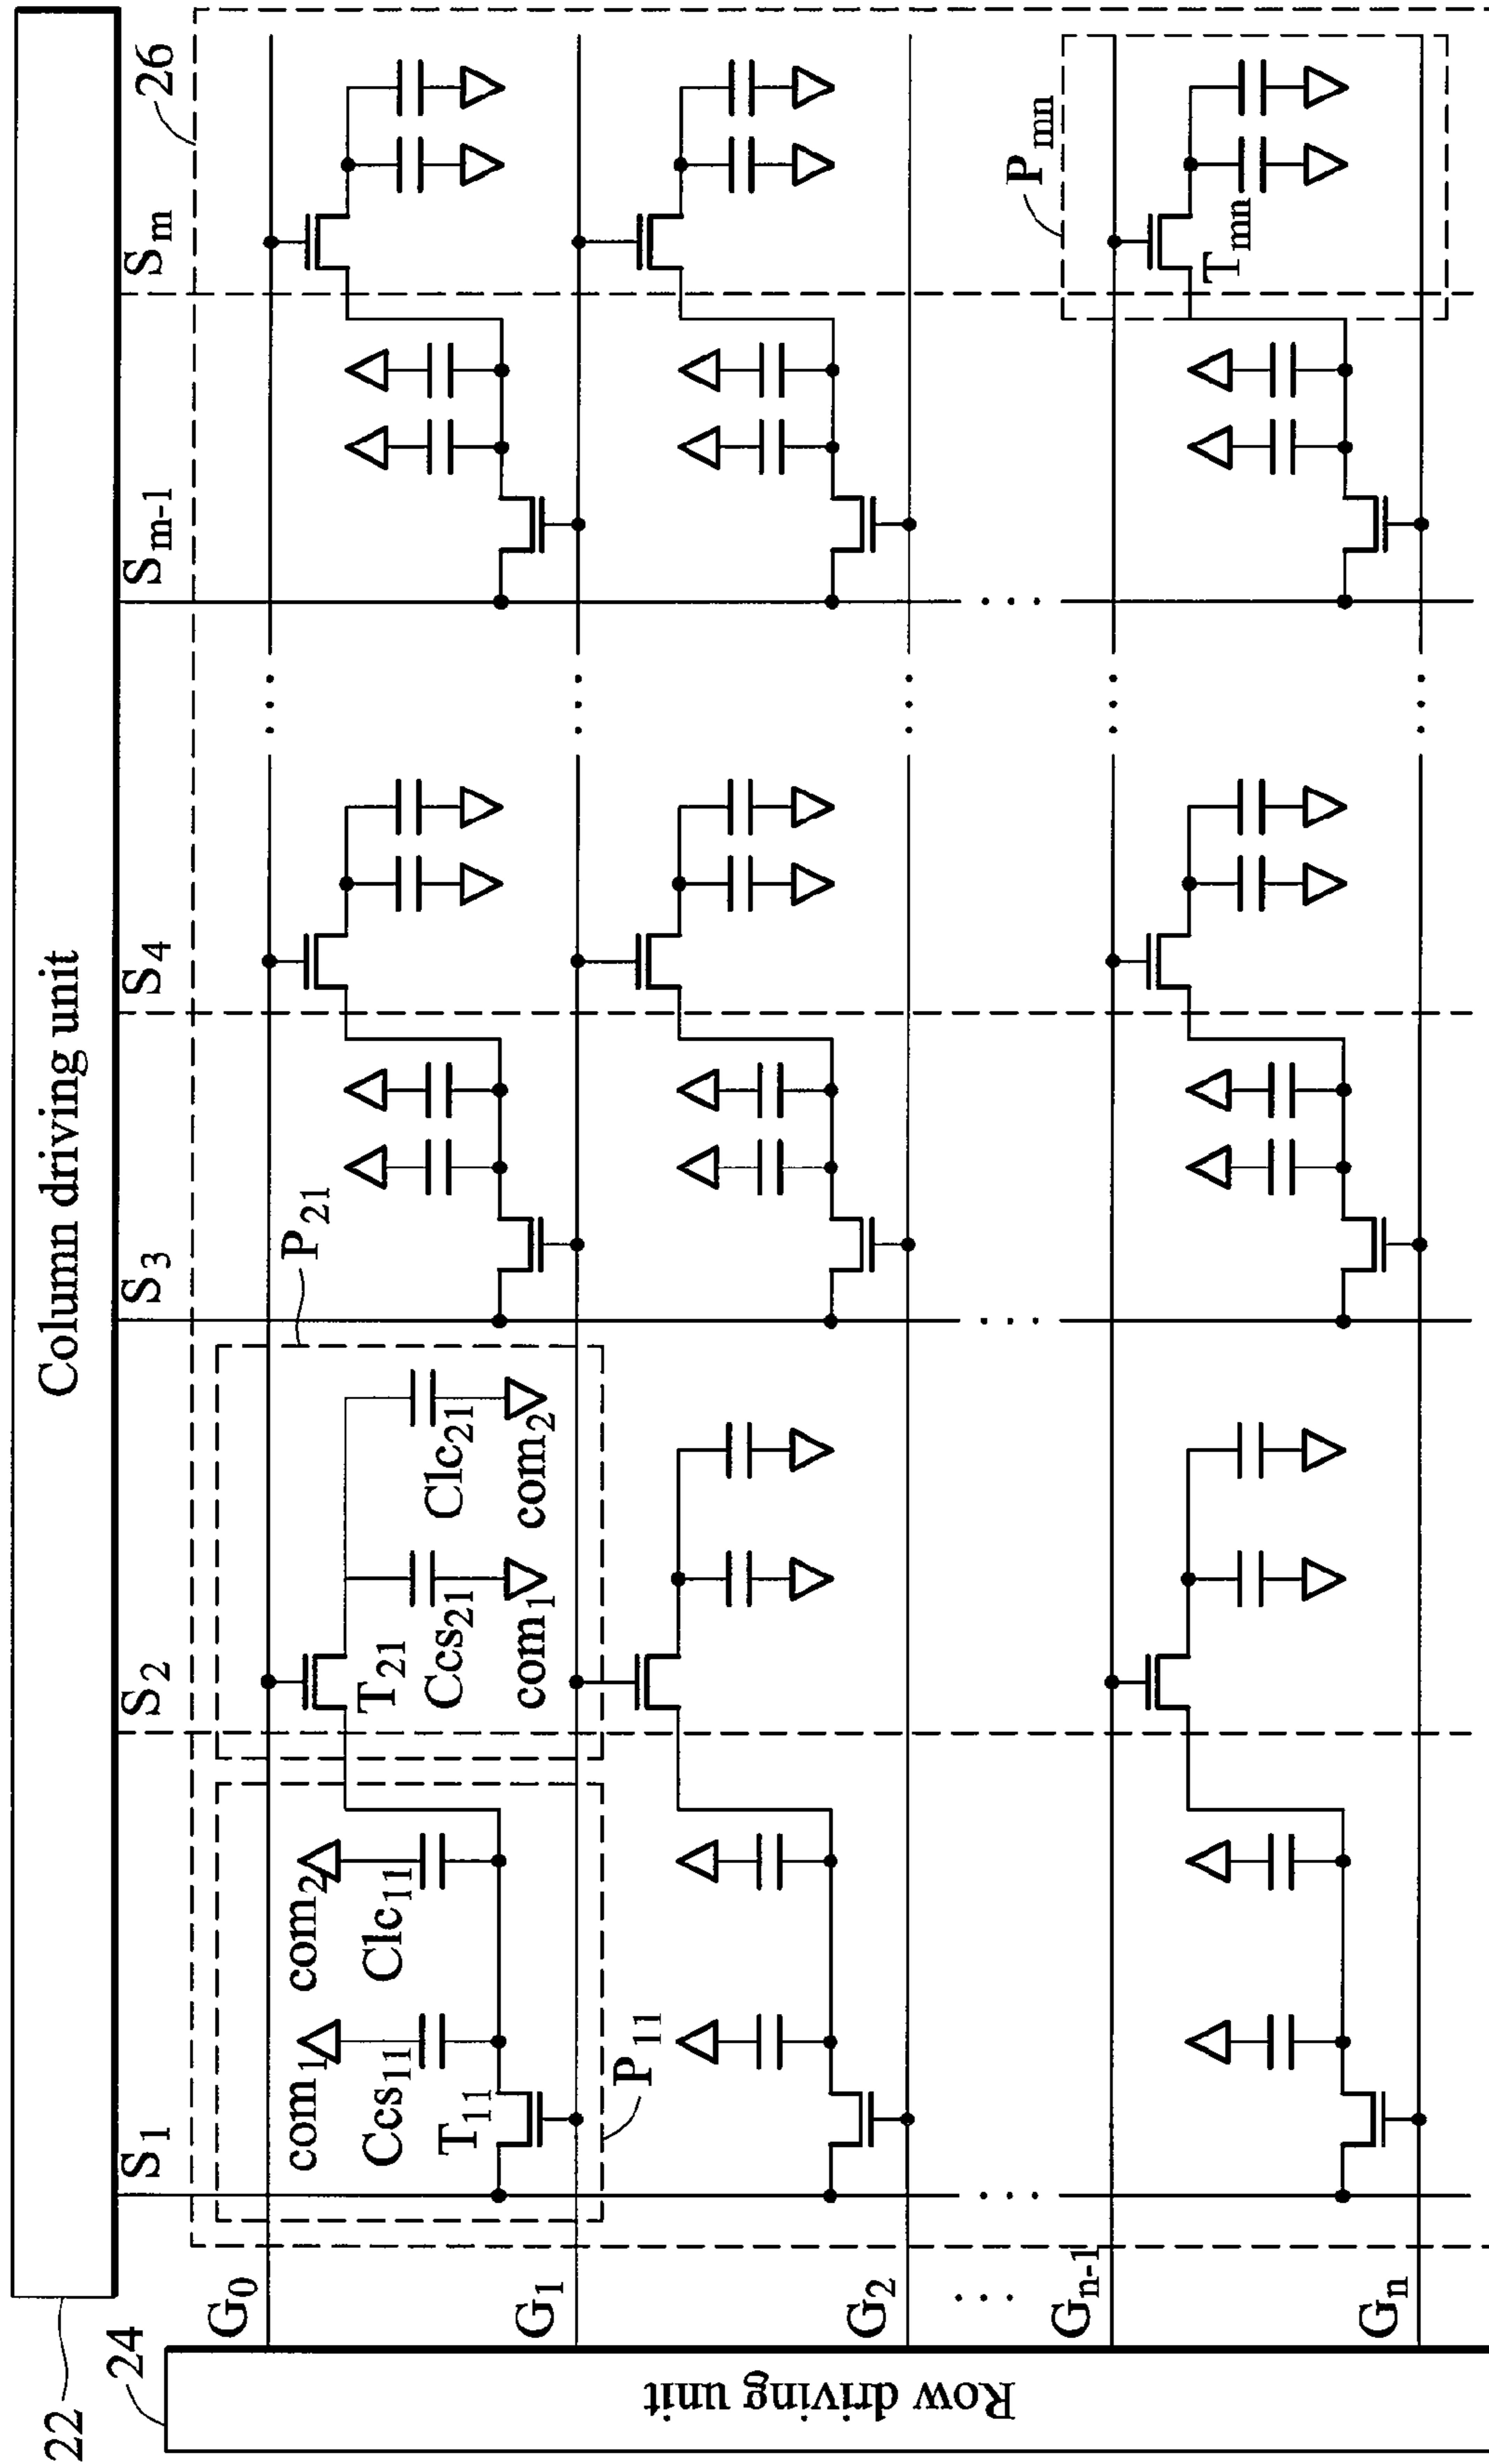 Column driving unit
22
24
Row driving unit
26
S1
S2
S3
S4
Sm-1
Sm
G0
G1
G2
Gn-1
Gn
com1
com2
Ccs11
Clc11
T11
P11
T21
Ccs21
Clc21
com1
com2
P21
Pmn
Tmn